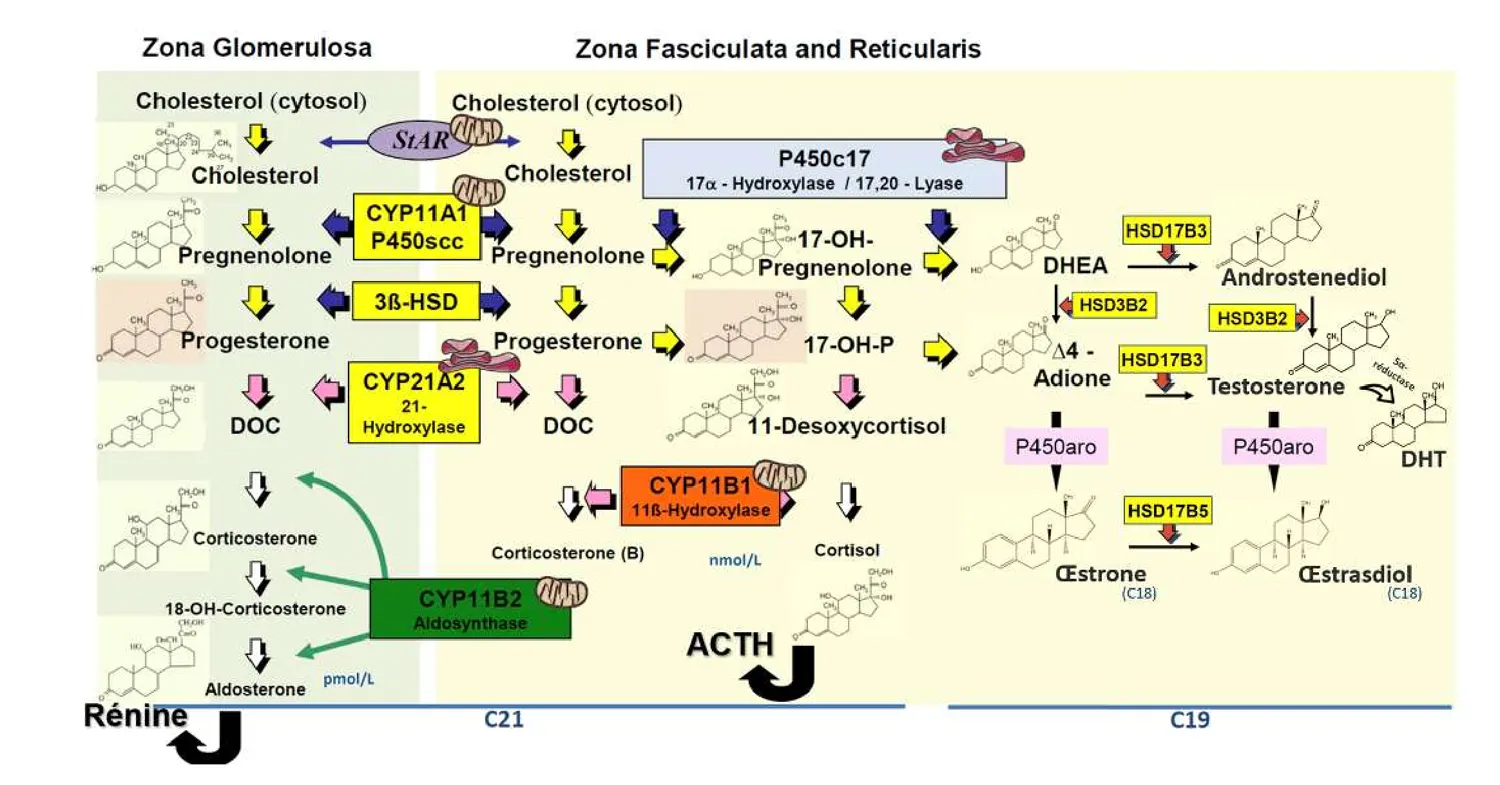 Zona Glomerulosa
Zona Fasciculata and Reticularis
Cholesterol (cytosol)
Cholesterol (cytosol)
StAR
Cholesterol
Cholesterol
P450c17
17α - Hydroxylase / 17,20 - Lyase
CYP11A1
P450scc
Pregnenolone
Pregnenolone
17-OH-
Pregnenolone
DHEA
HSD17B3
Androstenediol
3ß-HSD
HSD3B2
HSD3B2
Progesterone
Progesterone
17-OH-P
Δ4 -
Adione
HSD17B3
Testosterone
5α-
réductase
DHT
CYP21A2
21-
Hydroxylase
DOC
DOC
11-Desoxycortisol
P450aro
P450aro
CYP11B1
11ß-Hydroxylase
Corticosterone
Corticosterone (B)
nmol/L
Cortisol
HSD17B5
Œstrone
(C18)
Œstrasdiol
(C18)
18-OH-Corticosterone
CYP11B2
Aldosynthase
Aldosterone
pmol/L
ACTH
Rénine
C21
C19